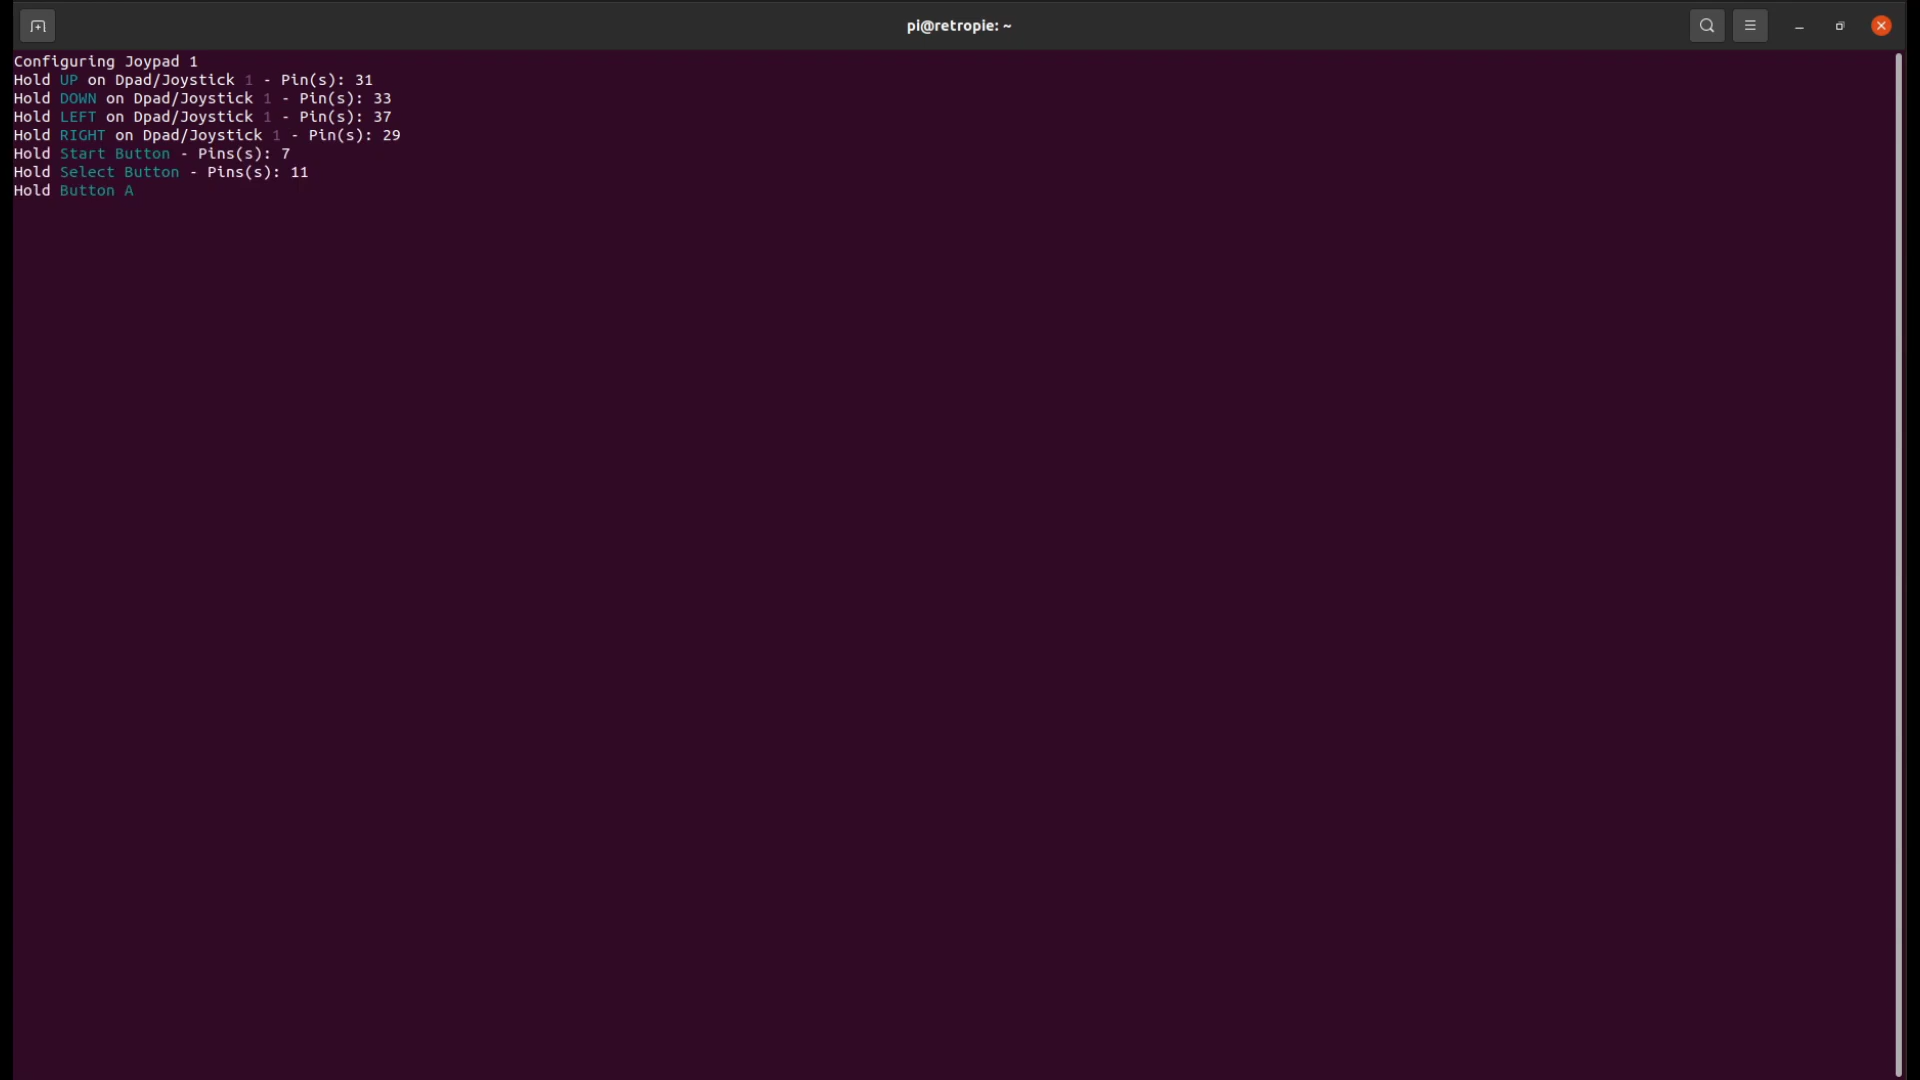 pi@retropie: ~
Configuring Joypad 1
Hold UP on Dpad/Joystick 1 - Pin(s): 31
Hold DOWN on Dpad/Joystick 1 - Pin(s): 33
Hold LEFT on Dpad/Joystick 1 - Pin(s): 37
Hold RIGHT on Dpad/Joystick 1 - Pin(s): 29
Hold Start Button - Pins(s): 7
Hold Select Button - Pins(s): 11
Hold Button A